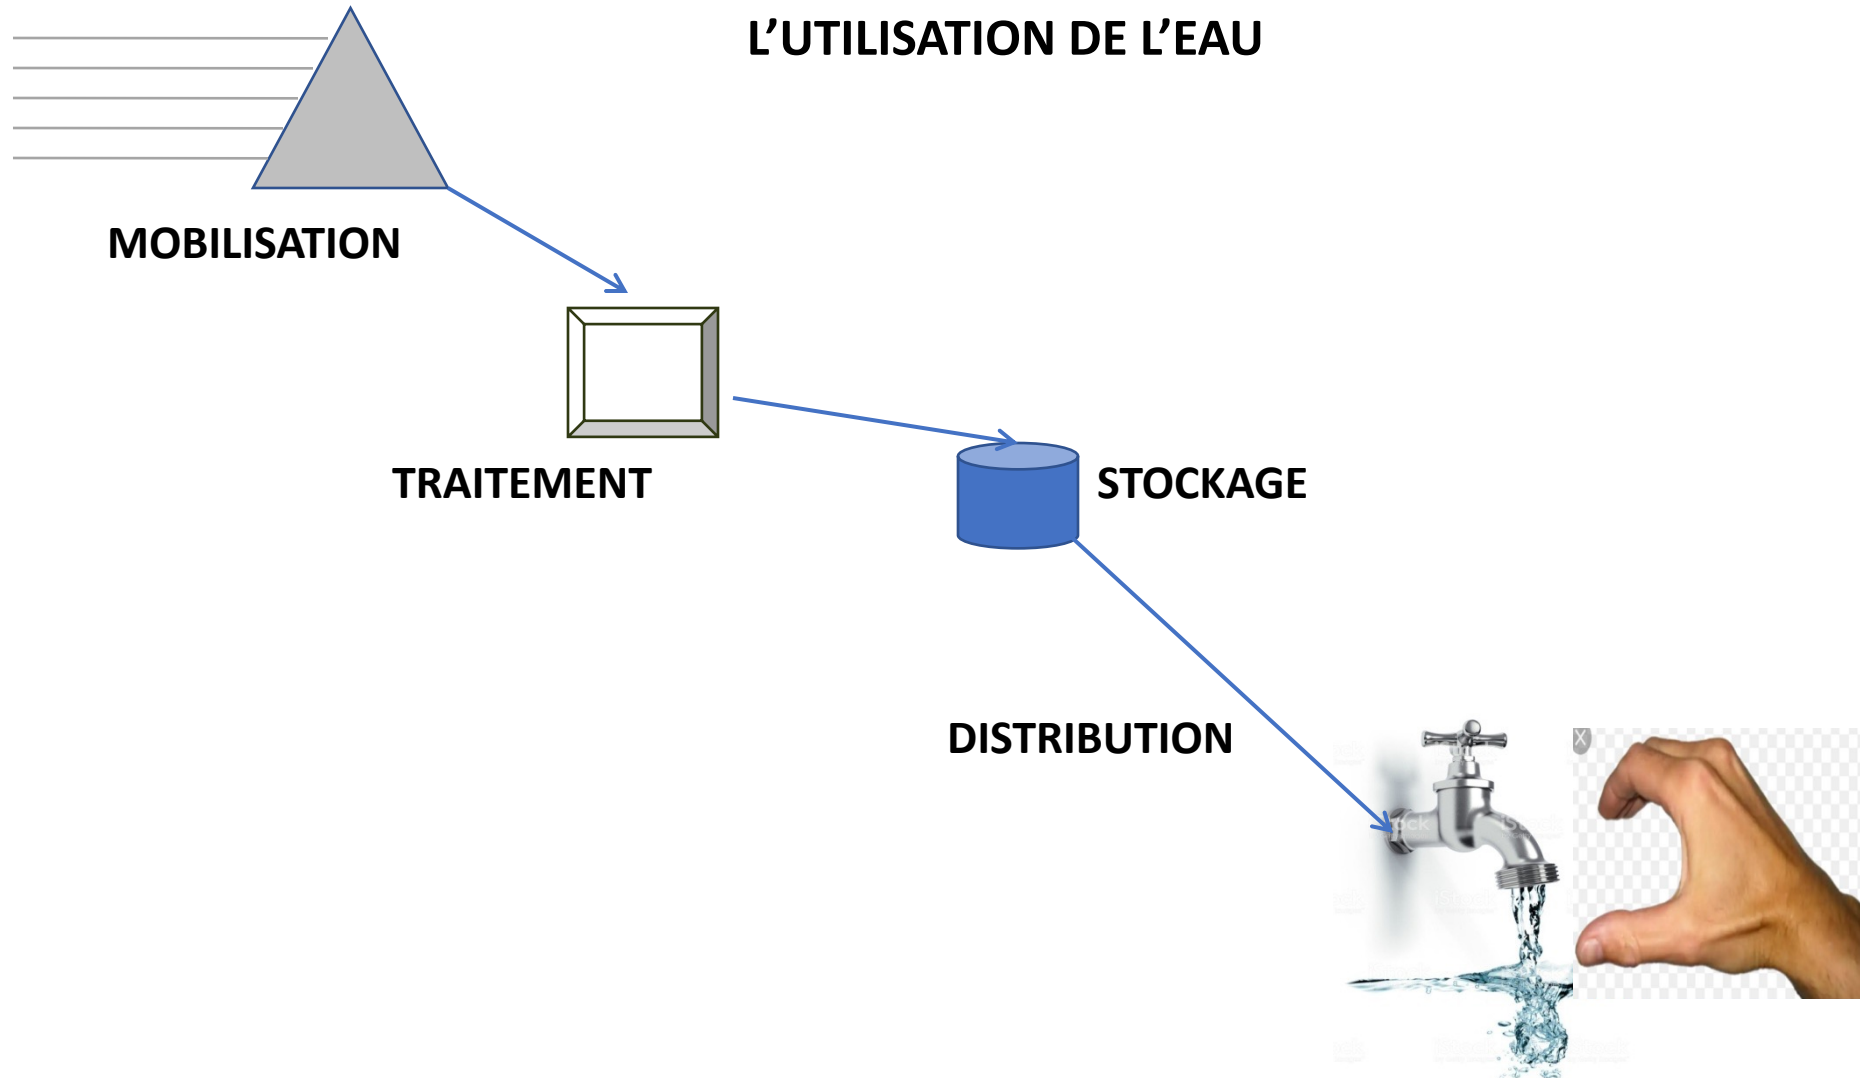 L’UTILISATION DE L’EAU
MOBILISATION
TRAITEMENT
STOCKAGE
DISTRIBUTION
X